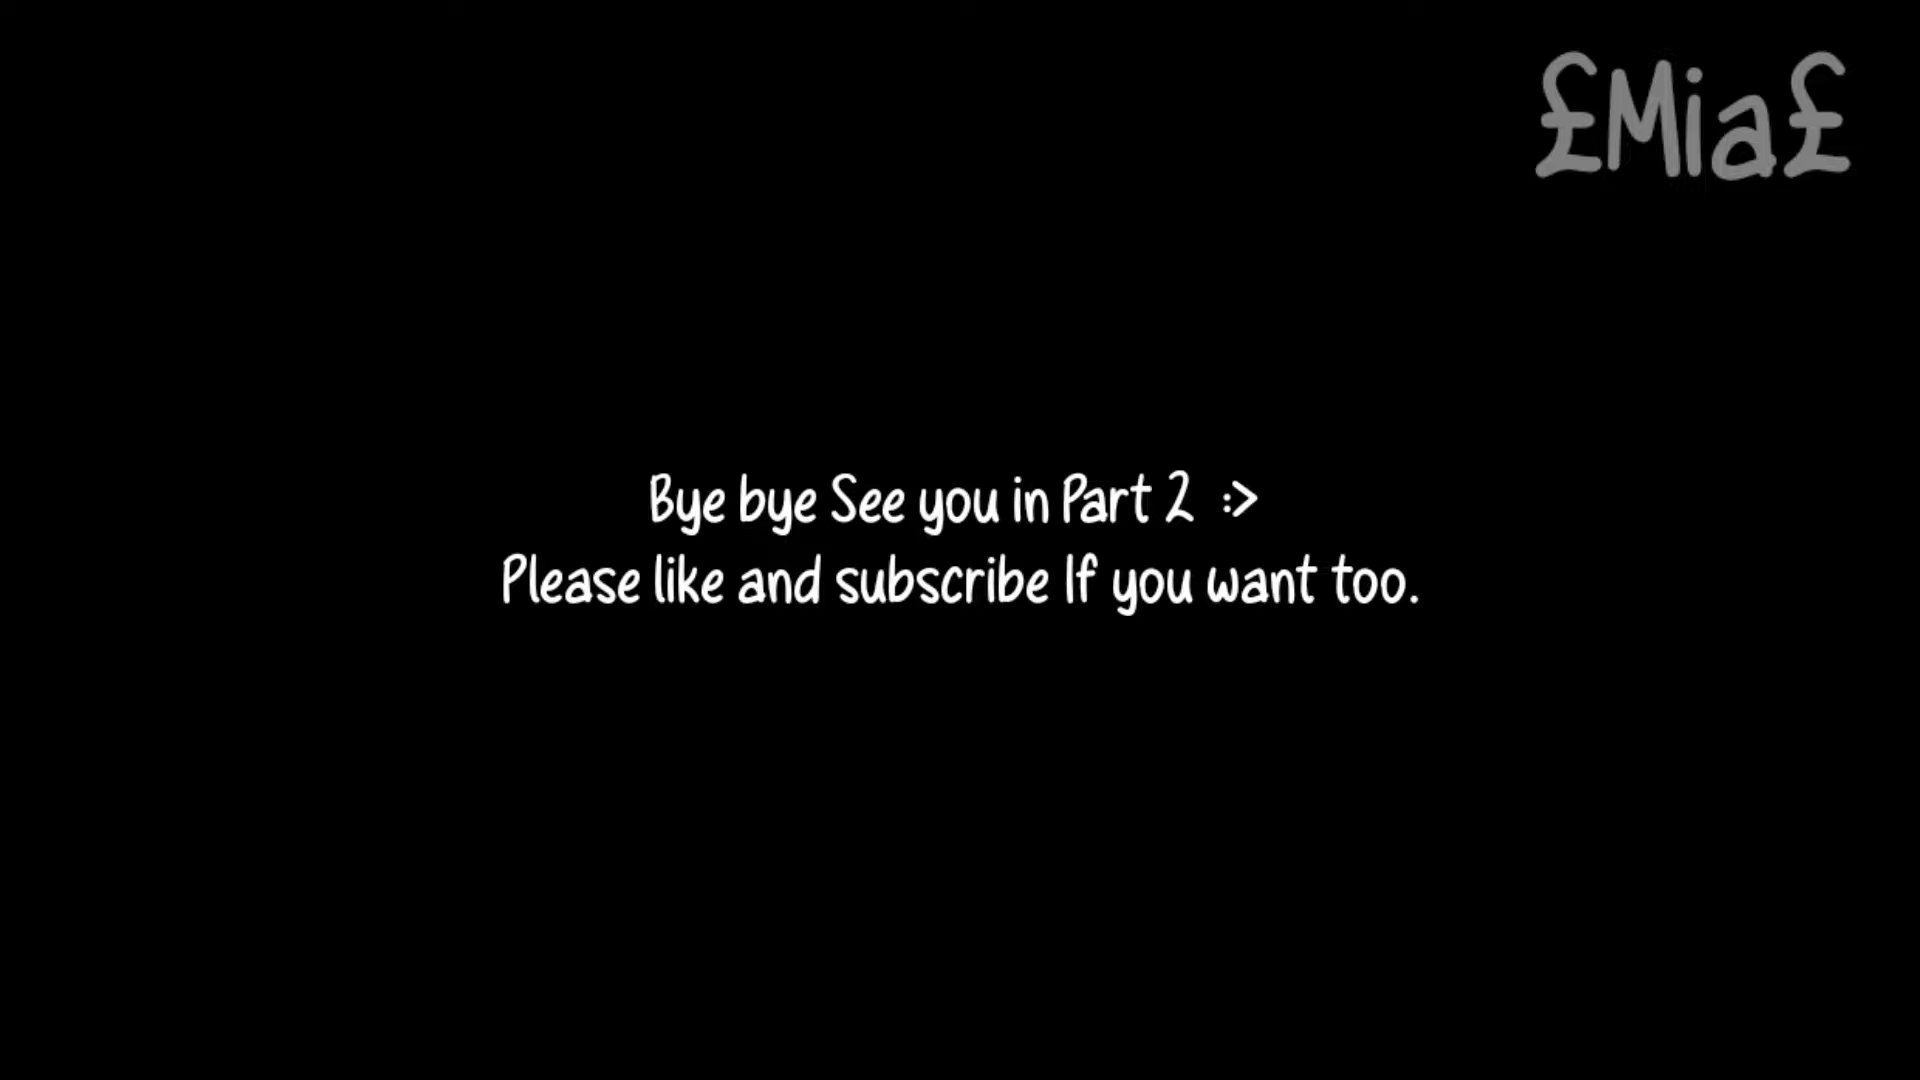 £Mia£
Bye bye See you in Part 2 :>
Please like and subscribe If you want too.